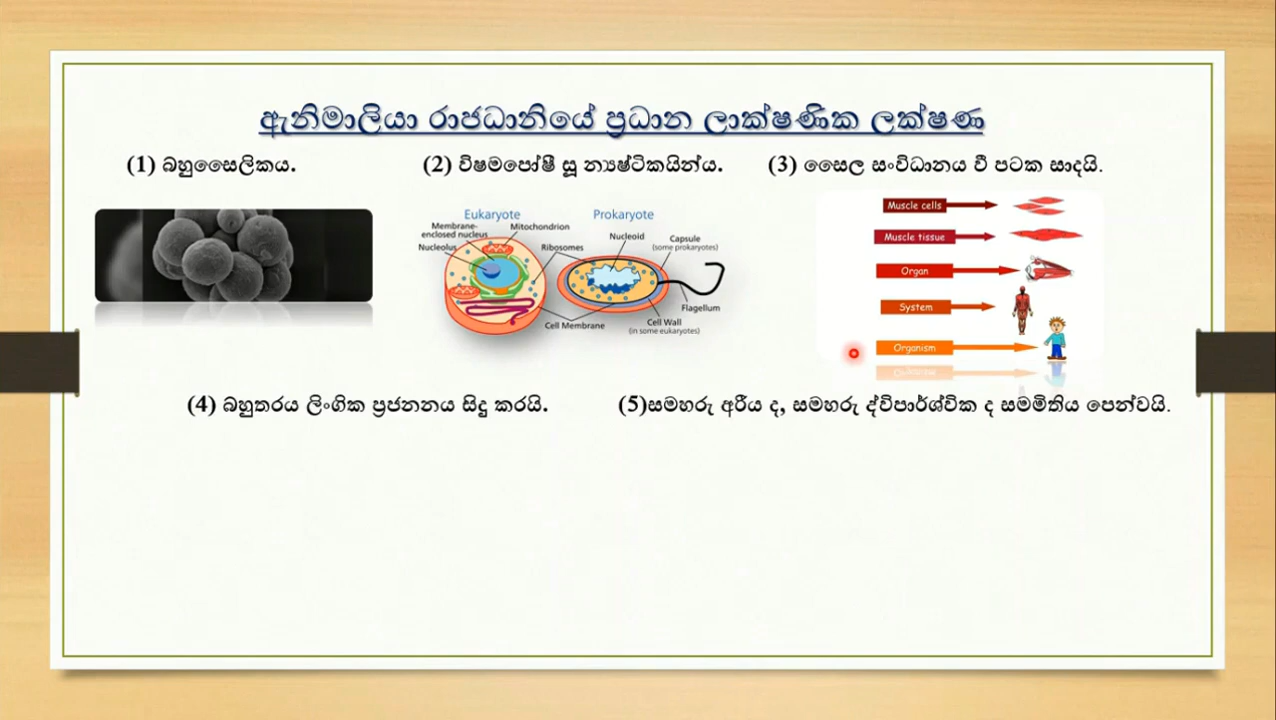 ඇනිමාලියා රාජධානියේ ප්‍රධාන ලාක්ෂණික ලක්ෂණ
(1) බහුසෛලිකය.
(2) විෂමපෝෂී සූ න්‍යෂ්ටිකයින්ය.
(3) සෛල සංවිධානය වී පටක සාදයි.
Eukaryote
Prokaryote
Membrane-
enclosed nucleus
Mitochondrion
Nucleolus
Ribosomes
Nucleoid
Capsule
(some prokaryotes)
Flagellum
Cell Membrane
Cell Wall
(in some eukaryotes)
Muscle cells
Muscle tissue
Organ
System
Organism
(4) බහුතරය ලිංගික ප්‍රජනනය සිදු කරයි.
(5)සමහරු අරීය ද, සමහරු ද්විපාර්ශ්වික ද සමමිතිය පෙන්වයි.